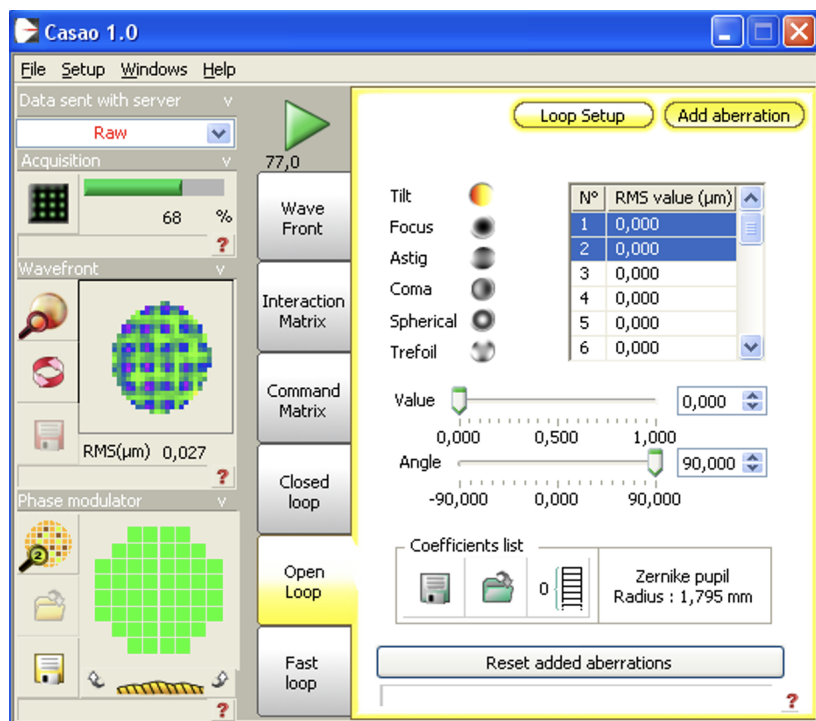 Casao 1.0
File Setup Windows Help
Data sent with server v
Raw
Acquisition v
68 %
?
Wavefront v
RMS(µm) 0,027
?
Phase modulator v
2
?
77,0
Wave
Front
Interaction
Matrix
Command
Matrix
Closed
loop
Open
Loop
Fast
loop
Loop Setup Add aberration
Tilt
Focus
Astig
Coma
Spherical
Trefoil
N° RMS value (µm)
1 0,000
2 0,000
3 0,000
4 0,000
5 0,000
6 0,000
Value 0,000
0,000 0,500 1,000
Angle 90,000
-90,000 0,000 90,000
Coefficients list
0
Zernike pupil
Radius : 1,795 mm
Reset added aberrations
?